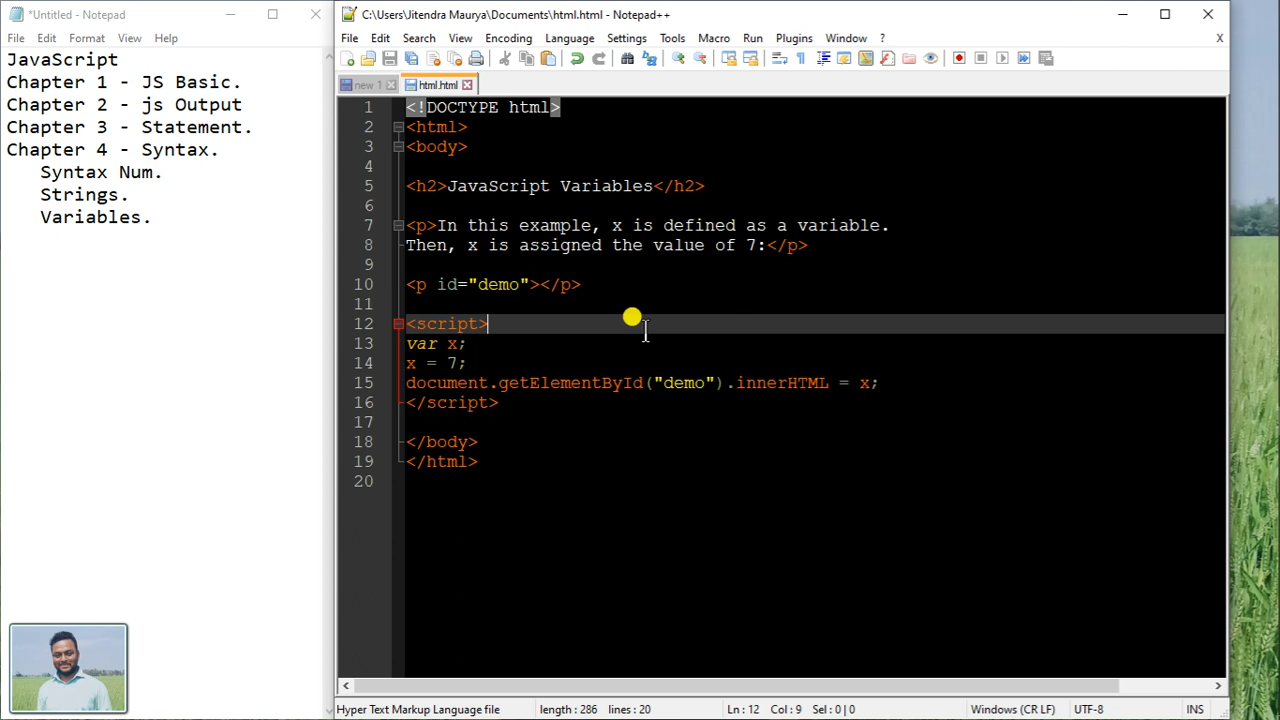 *Untitled - Notepad
File Edit Format View Help
JavaScript
Chapter 1 - JS Basic.
Chapter 2 - js Output
Chapter 3 - Statement.
Chapter 4 - Syntax.
Syntax Num.
Strings.
Variables.
C:\Users\Jitendra Maurya\Documents\html.html - Notepad++
File Edit Search View Encoding Language Settings Tools Macro Run Plugins Window ? X
new 1 html.html
1 <!DOCTYPE html>
2 <html>
3 <body>
4
5 <h2>JavaScript Variables</h2>
6
7 <p>In this example, x is defined as a variable.
8 Then, x is assigned the value of 7:</p>
9
10 <p id="demo"></p>
11
12 <script>
13 var x;
14 x = 7;
15 document.getElementById("demo").innerHTML = x;
16 </script>
17
18 </body>
19 </html>
20
Hyper Text Markup Language file length : 286 lines : 20 Ln : 12 Col : 9 Sel : 0 | 0 Windows (CR LF) UTF-8 INS